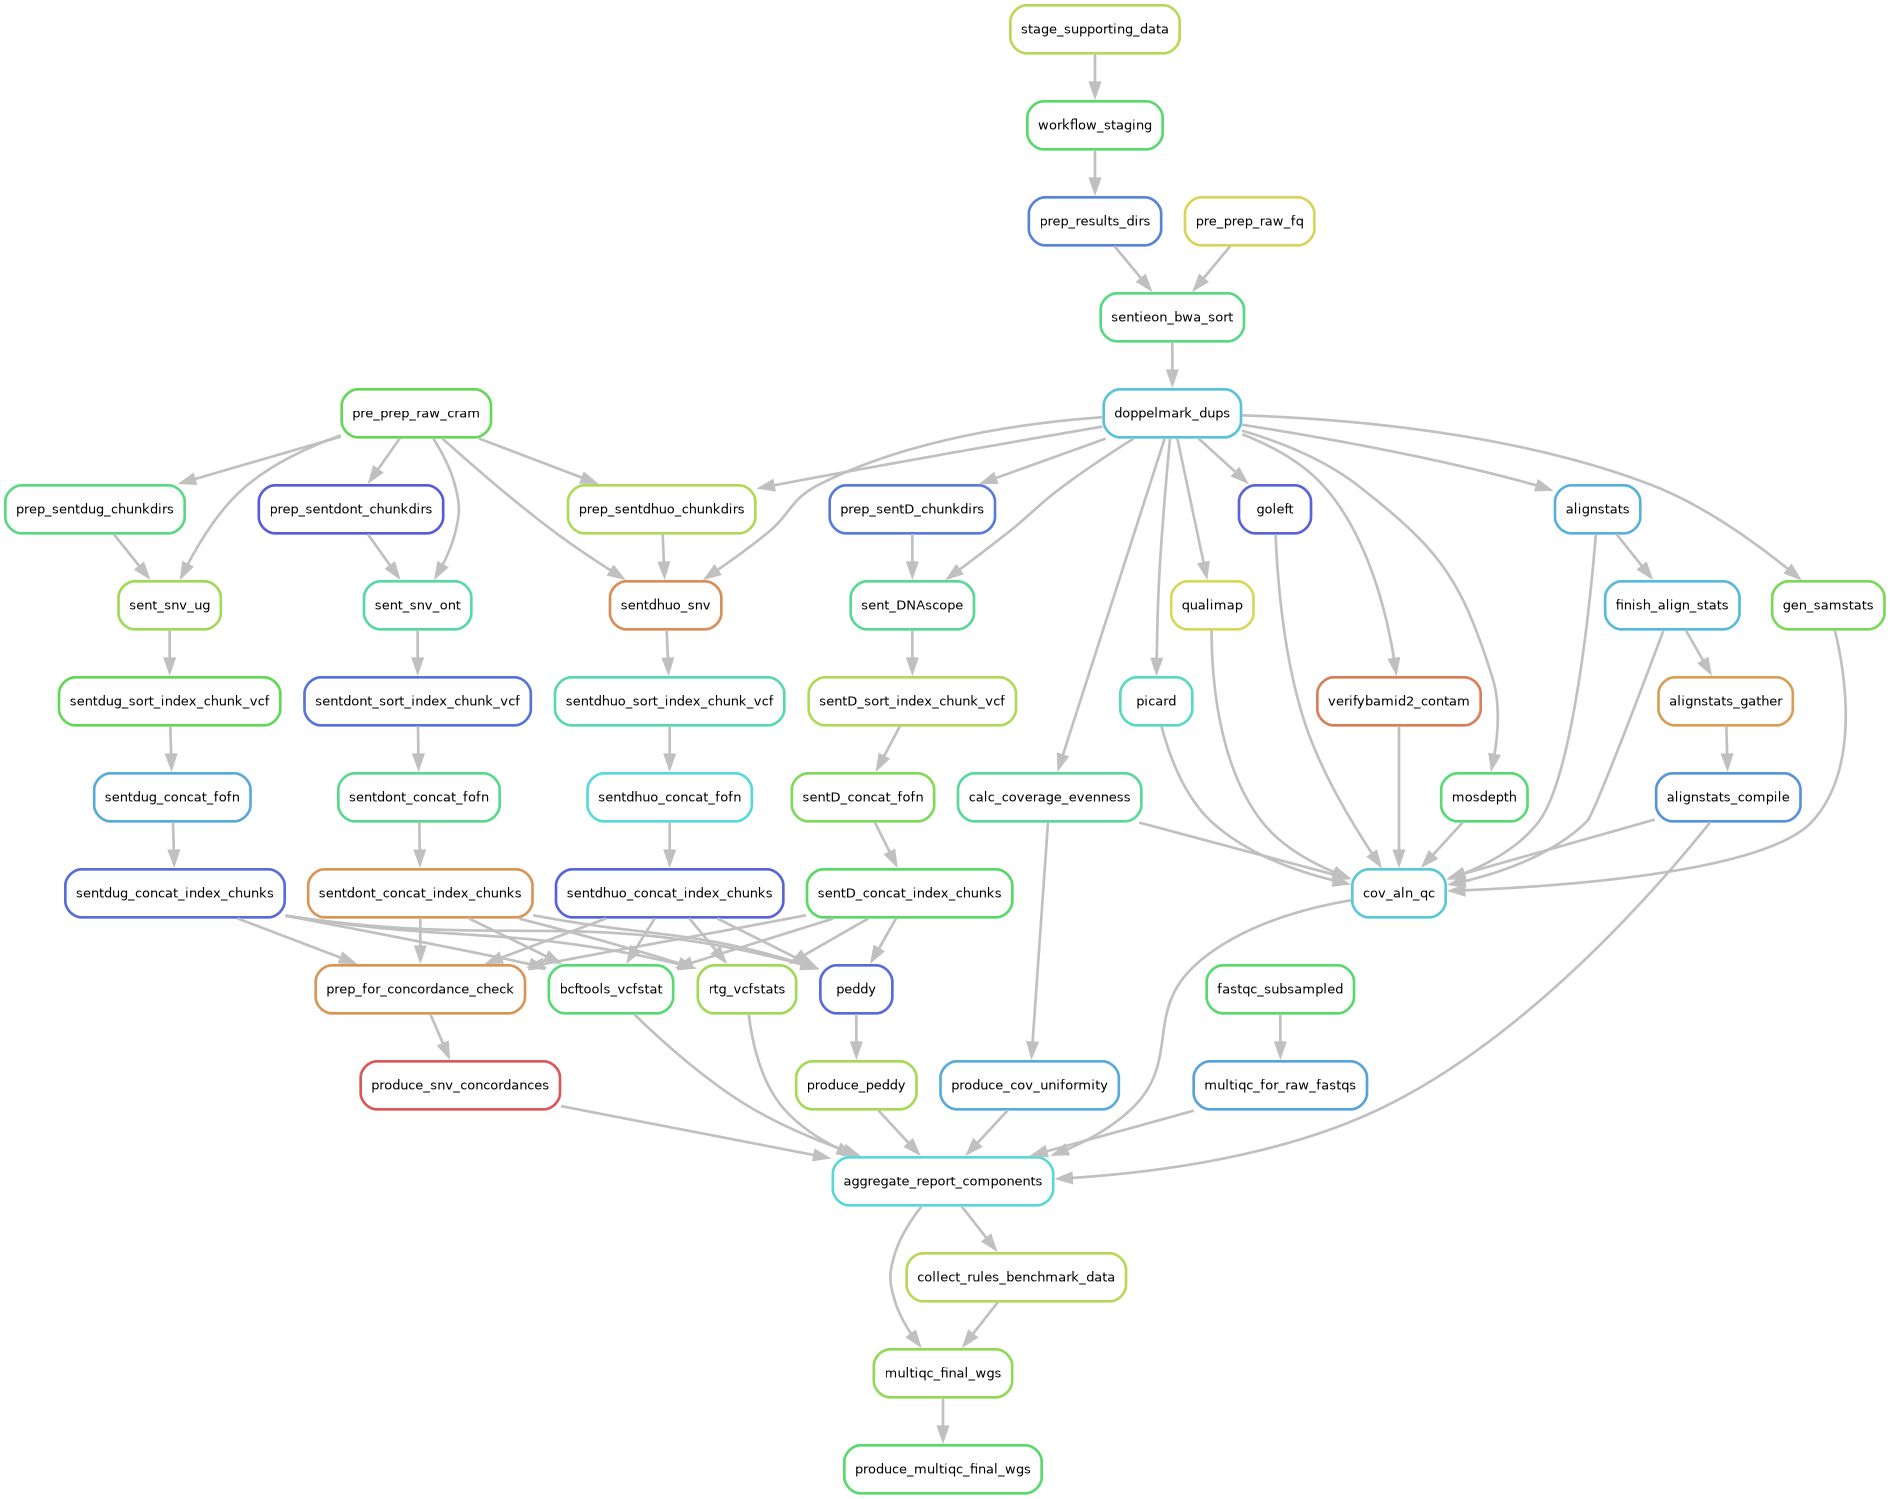 stage_supporting_data
workflow_staging
prep_results_dirs
pre_prep_raw_fq
sentieon_bwa_sort
pre_prep_raw_cram
doppelmark_dups
prep_sentdug_chunkdirs
prep_sentdont_chunkdirs
prep_sentdhuo_chunkdirs
prep_sentD_chunkdirs
goleft
alignstats
sent_snv_ug
sent_snv_ont
sentdhuo_snv
sent_DNAscope
qualimap
finish_align_stats
gen_samstats
sentdug_sort_index_chunk_vcf
sentdont_sort_index_chunk_vcf
sentdhuo_sort_index_chunk_vcf
sentD_sort_index_chunk_vcf
picard
verifybamid2_contam
alignstats_gather
sentdug_concat_fofn
sentdont_concat_fofn
sentdhuo_concat_fofn
sentD_concat_fofn
calc_coverage_evenness
mosdepth
alignstats_compile
sentdug_concat_index_chunks
sentdont_concat_index_chunks
sentdhuo_concat_index_chunks
sentD_concat_index_chunks
cov_aln_qc
prep_for_concordance_check
bcftools_vcfstat
rtg_vcfstats
peddy
fastqc_subsampled
produce_snv_concordances
produce_peddy
produce_cov_uniformity
multiqc_for_raw_fastqs
aggregate_report_components
collect_rules_benchmark_data
multiqc_final_wgs
produce_multiqc_final_wgs